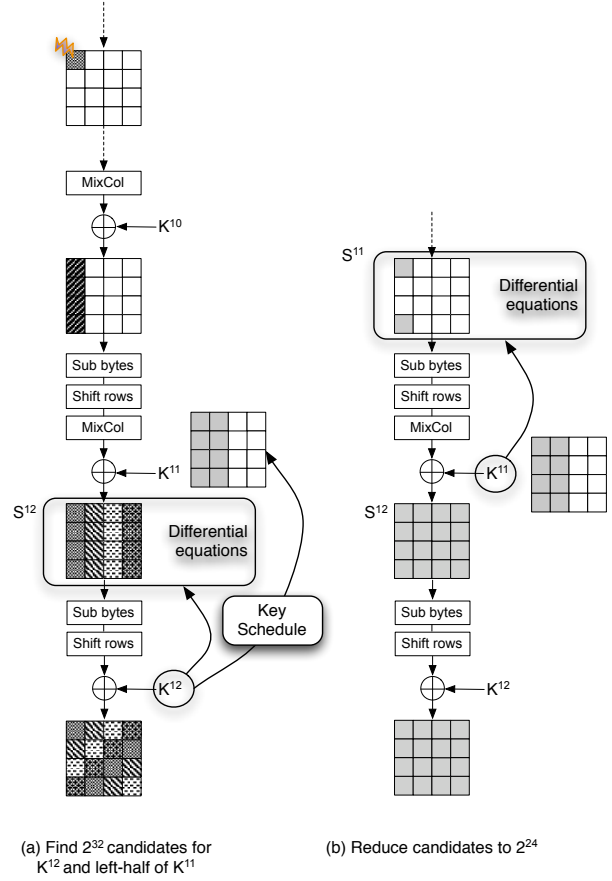 MixCol
K¹⁰
Sub bytes
Shift rows
MixCol
K¹¹
S¹²
Differential
equations
Sub bytes
Shift rows
Key
Schedule
K¹²
(a) Find 2³² candidates for
K¹² and left-half of K¹¹
S¹¹
Differential
equations
Sub bytes
Shift rows
MixCol
K¹¹
S¹²
Sub bytes
Shift rows
K¹²
(b) Reduce candidates to 2²⁴